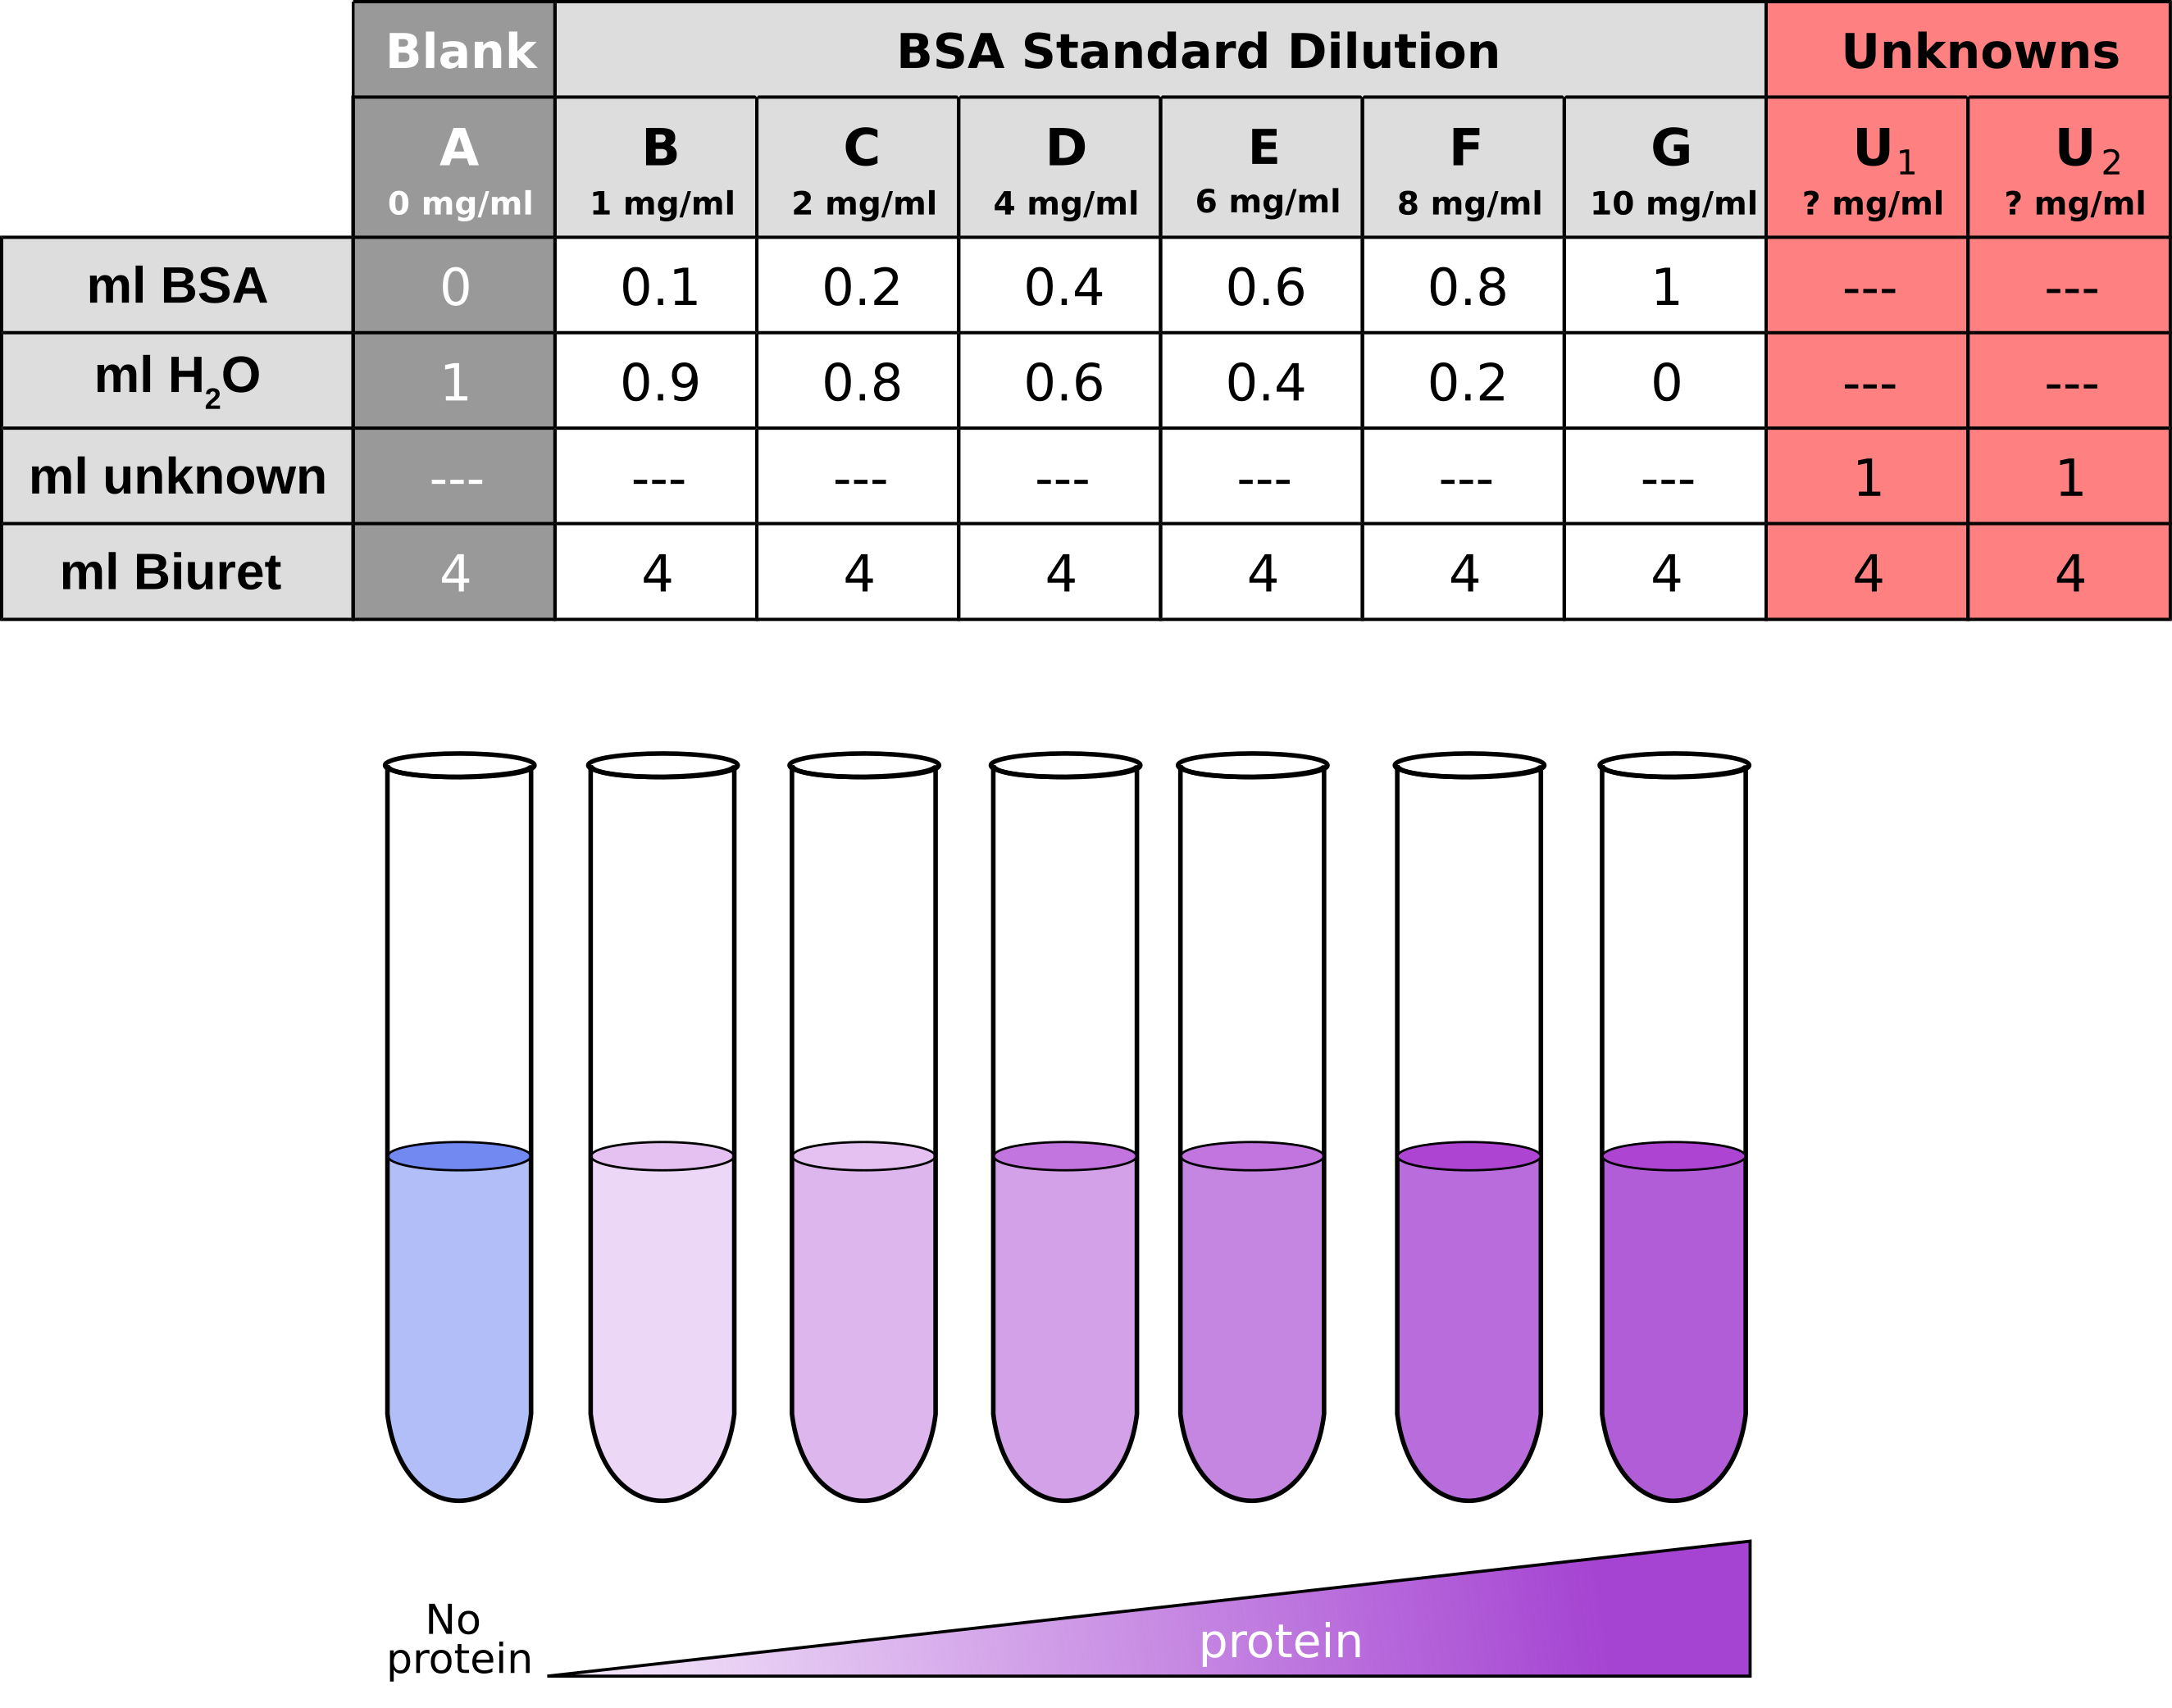 Blank BSA Standard Dilution Unknowns
A B C D E F G U1 U2
0 mg/ml 1 mg/ml 2 mg/ml 4 mg/ml 6 mg/ml 8 mg/ml 10 mg/ml ? mg/ml ? mg/ml
ml BSA 0 0.1 0.2 0.4 0.6 0.8 1 --- ---
ml H2O 1 0.9 0.8 0.6 0.4 0.2 0 --- ---
ml unknown --- --- --- --- --- --- --- 1 1
ml Biuret 4 4 4 4 4 4 4 4 4
No
protein
protein